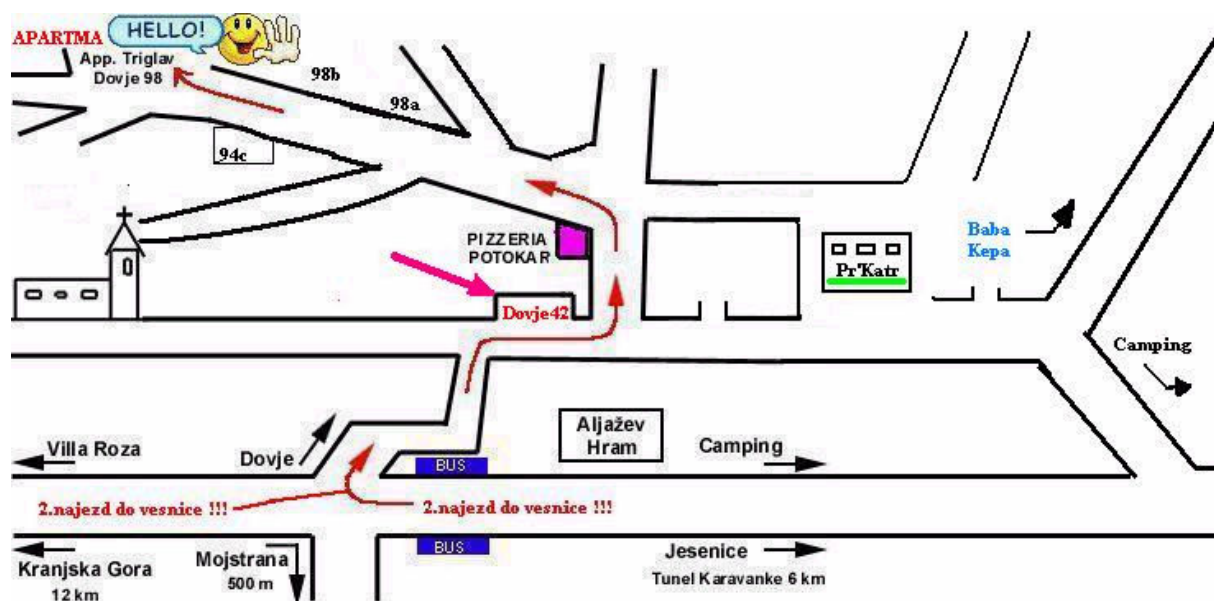 APARTMA
HELLO!
App. Triglav
Dovje 98
98b
98a
94c
PIZZERIA
POTOKAR
Baba
Kepa
Pr'Katr
Dovje42
Camping
Aljažev
Hram
Villa Roza
Dovje
BUS
Camping
2.najezd do vesnice !!!
2.najezd do vesnice !!!
BUS
Kranjska Gora
12 km
Mojstrana
500 m
Jesenice
Tunel Karavanke 6 km